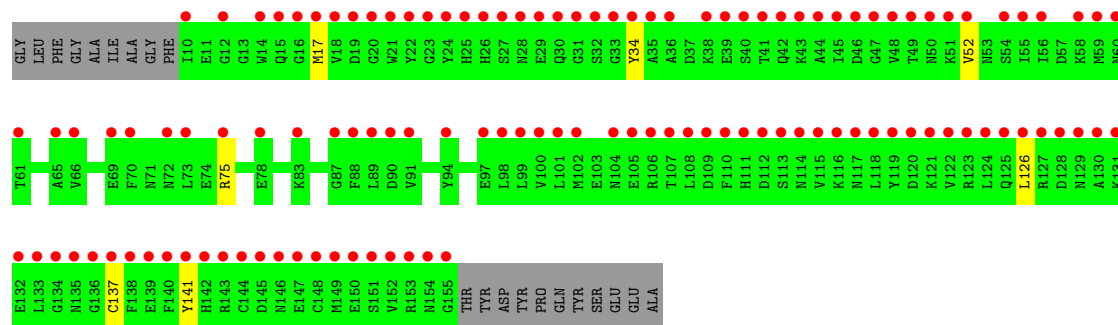 GLY LEU PHE GLY ALA ILE ALA GLY PHE I10 E11 G12 G13 W14 Q15 G16 M17 V18 D19 G20 W21 Y22 G23 Y24 H25 H26 S27 N28 E29 Q30 G31 S32 G33 Y34 A35 A36 D37 K38 E39 S40 T41 Q42 K43 A44 I45 D46 G47 V48 T49 N50 K51 V52 N53 S54 I55 I56 D57 K58 M59 N60
T61 A65 V66 E69 F70 N71 N72 L73 E74 R75 E78 K83 G87 F88 L89 D90 V91 Y94 E97 L98 L99 V100 L101 M102 E103 N104 E105 R106 T107 L108 D109 F110 H111 D112 S113 N114 V115 K116 N117 L118 Y119 D120 K121 V122 R123 L124 Q125 L126 R127 D128 N129 A130 K131
E132 L133 G134 N135 G136 C137 F138 E139 F140 Y141 H142 R143 C144 D145 N146 E147 C148 M149 E150 S151 V152 R153 N154 G155 THR TYR ASP TYR PRO GLN TYR SER GLU GLU ALA